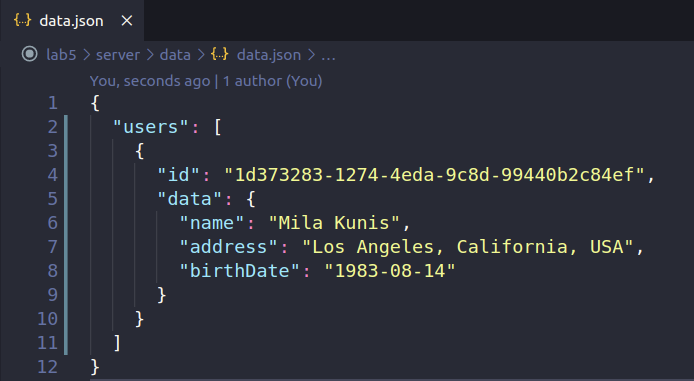 {..} data.json ×
lab5 > server > data > {..} data.json > ...
You, seconds ago | 1 author (You)
1 {
2 "users": [
3 {
4 "id": "1d373283-1274-4eda-9c8d-99440b2c84ef",
5 "data": {
6 "name": "Mila Kunis",
7 "address": "Los Angeles, California, USA",
8 "birthDate": "1983-08-14"
9 }
10 }
11 ]
12 }